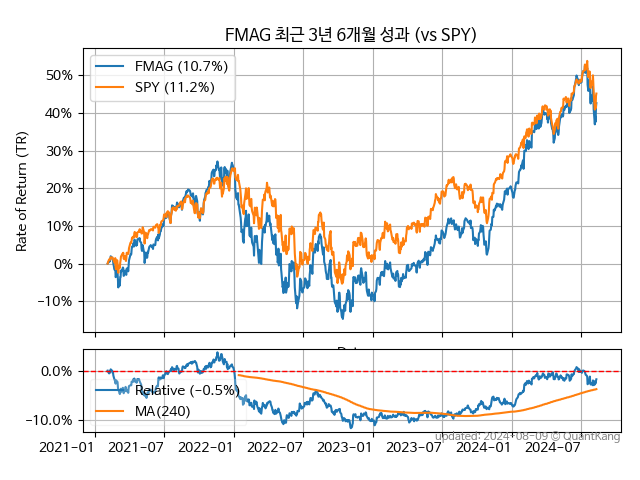 FMAG 최근 3년 6개월 성과 (vs SPY)
FMAG (10.7%)
SPY (11.2%)
Rate of Return (TR)
50%
40%
30%
20%
10%
0%
−10%
0.0%
−10.0%
Relative (−0.5%)
MA(240)
2021−01
2021−07
2022−01
2022−07
2023−01
2023−07
2024−01
2024−07
updated: 2024-08-09 © QuantKang